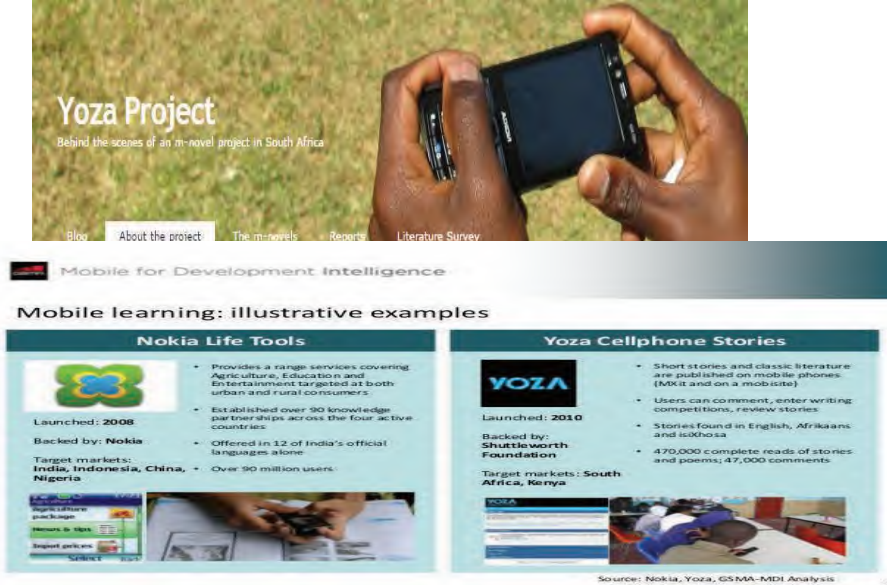 Yoza Project
Behind the scenes of an m-novel project in South Africa
Blog
About the project
The m-novels
Reports
Literature Survey
Mobile for Development Intelligence
Mobile learning: illustrative examples
Nokia Life Tools
Launched: 2008
Backed by: Nokia
Target markets:
India, Indonesia, China,
Nigeria
• Provides a range services covering
Agriculture, Education and
Entertainment targeted at both
urban and rural consumers
• Established over 90 knowledge
partnerships across the four active
countries
• Offered in 12 of India's official
languages alone
• Over 90 million users
Agriculture
package
News & tips
Input prices
Select
Yoza Cellphone Stories
YOZA
Launched: 2010
Backed by:
Shuttleworth
Foundation
Target markets: South
Africa, Kenya
• Short stories and classic literature
are published on mobile phones.
(MXit and on a mobisite)
• Users can comment, enter writing
competitions, review stories
• Stories found in English, Afrikaans
and isiXhosa
• 470,000 complete reads of stories
and poems; 47,000 comments
YOZA
Source: Nokia, Yoza, GSMA-MDI Analysis